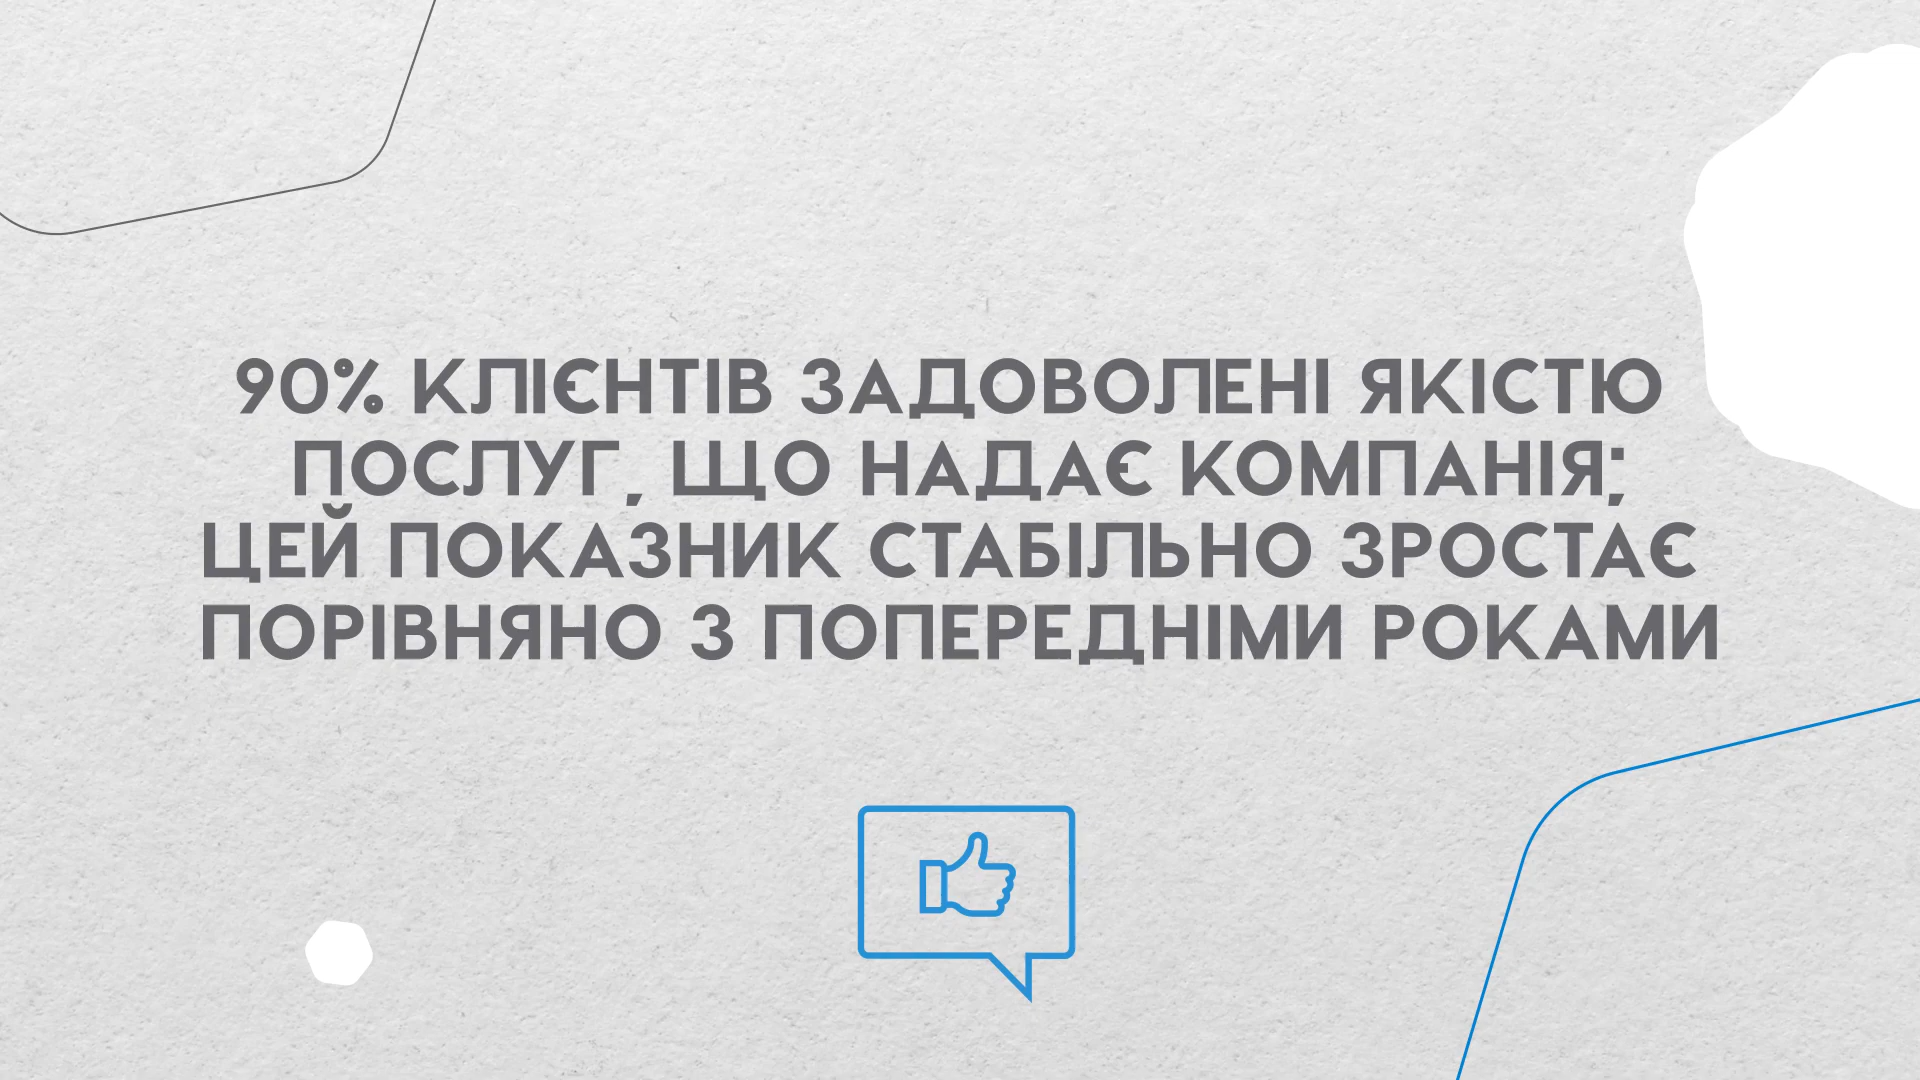 90% КЛІЄНТІВ ЗАДОВОЛЕНІ ЯКІСТЮ
ПОСЛУГ, ЩО НАДАЄ КОМПАНІЯ;
ЦЕЙ ПОКАЗНИК СТАБІЛЬНО ЗРОСТАЄ
ПОРІВНЯНО З ПОПЕРЕДНІМИ РОКАМИ